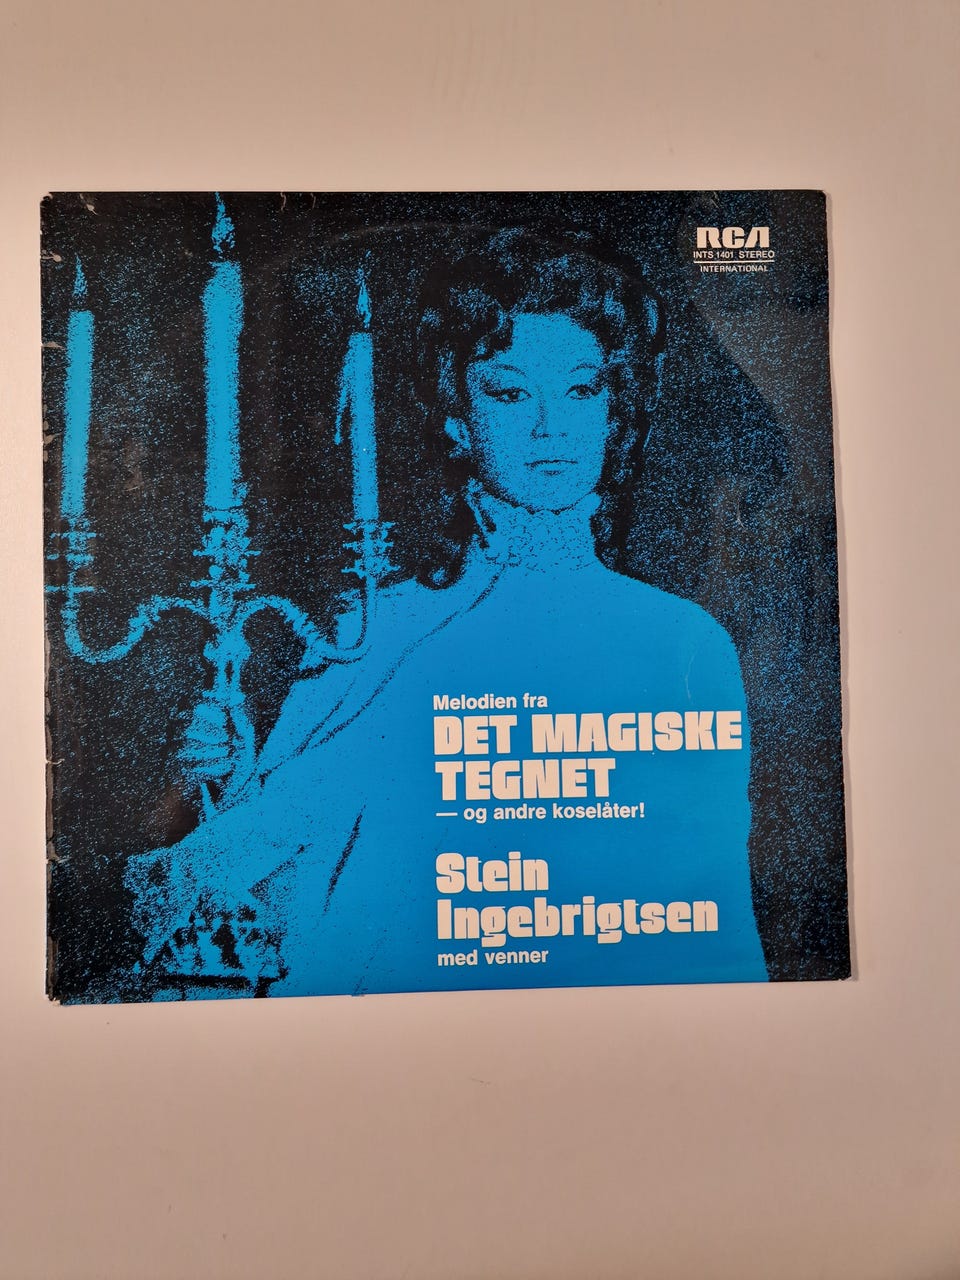 RCA
INTS 1401 STEREO
INTERNATIONAL
Melodien fra
DET MAGISKE
TEGNET
— og andre koselåter!
Stein
Ingebrigtsen
med venner